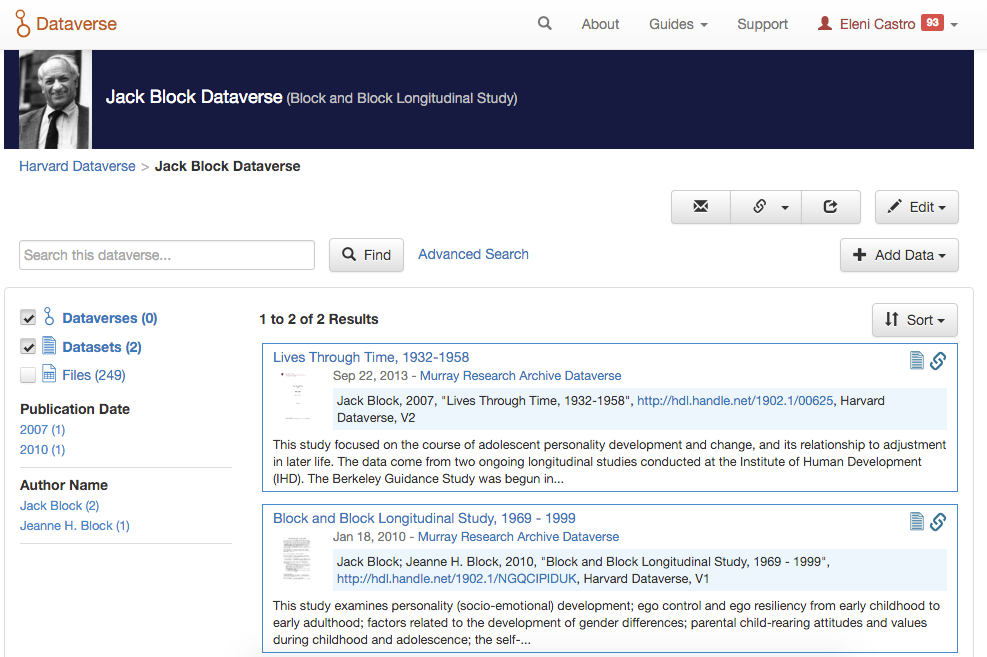 Dataverse
About
Guides
Support
Eleni Castro 93
Jack Block Dataverse (Block and Block Longitudinal Study)
Harvard Dataverse > Jack Block Dataverse
Edit
Search this dataverse...
Find
Advanced Search
Add Data
Dataverses (0)
Datasets (2)
Files (249)
Publication Date
2007 (1)
2010 (1)
Author Name
Jack Block (2)
Jeanne H. Block (1)
1 to 2 of 2 Results
Sort
Lives Through Time, 1932-1958
Sep 22, 2013 - Murray Research Archive Dataverse
Jack Block, 2007, "Lives Through Time, 1932-1958", http://hdl.handle.net/1902.1/00625, Harvard
Dataverse, V2
This study focused on the course of adolescent personality development and change, and its relationship to adjustment
in later life. The data come from two ongoing longitudinal studies conducted at the Institute of Human Development
(IHD). The Berkeley Guidance Study was begun in...
Block and Block Longitudinal Study, 1969 - 1999
Jan 18, 2010 - Murray Research Archive Dataverse
Jack Block; Jeanne H. Block, 2010, "Block and Block Longitudinal Study, 1969 - 1999",
http://hdl.handle.net/1902.1/NGQCIPIDUK, Harvard Dataverse, V1
This study examines personality (socio-emotional) development; ego control and ego resiliency from early childhood to
early adulthood; factors related to the development of gender differences; parental child-rearing attitudes and values
during childhood and adolescence; the self-...